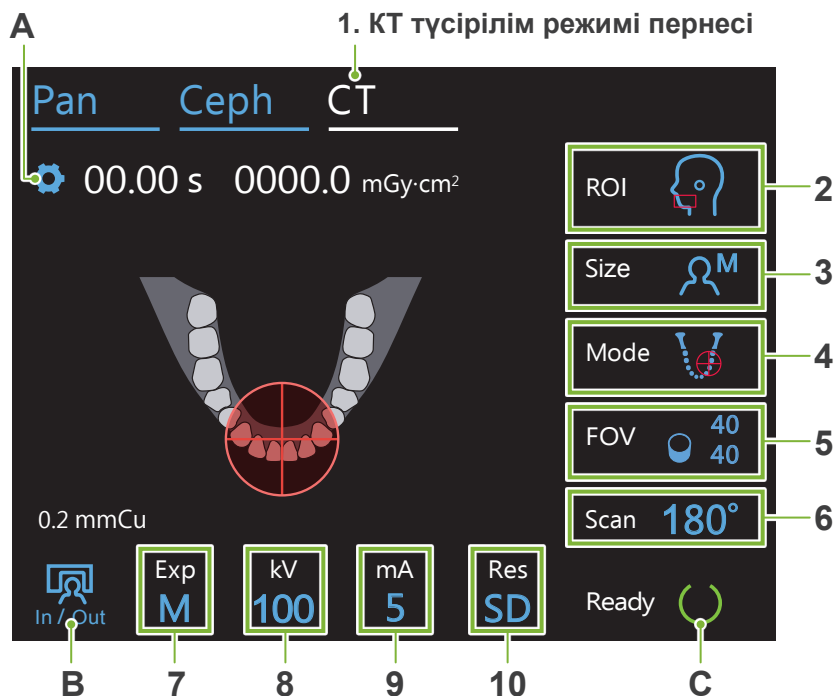 A
1. КТ түсірілім режимі пернесі
Pan Ceph CT
00.00 s 0000.0 mGy·cm²
ROI
2
Size M
3
Mode
4
FOV 40 40
5
Scan 180°
6
0.2 mmCu
In / Out
Exp M
kV 100
mA 5
Res SD
Ready
B 7 8 9 10 C